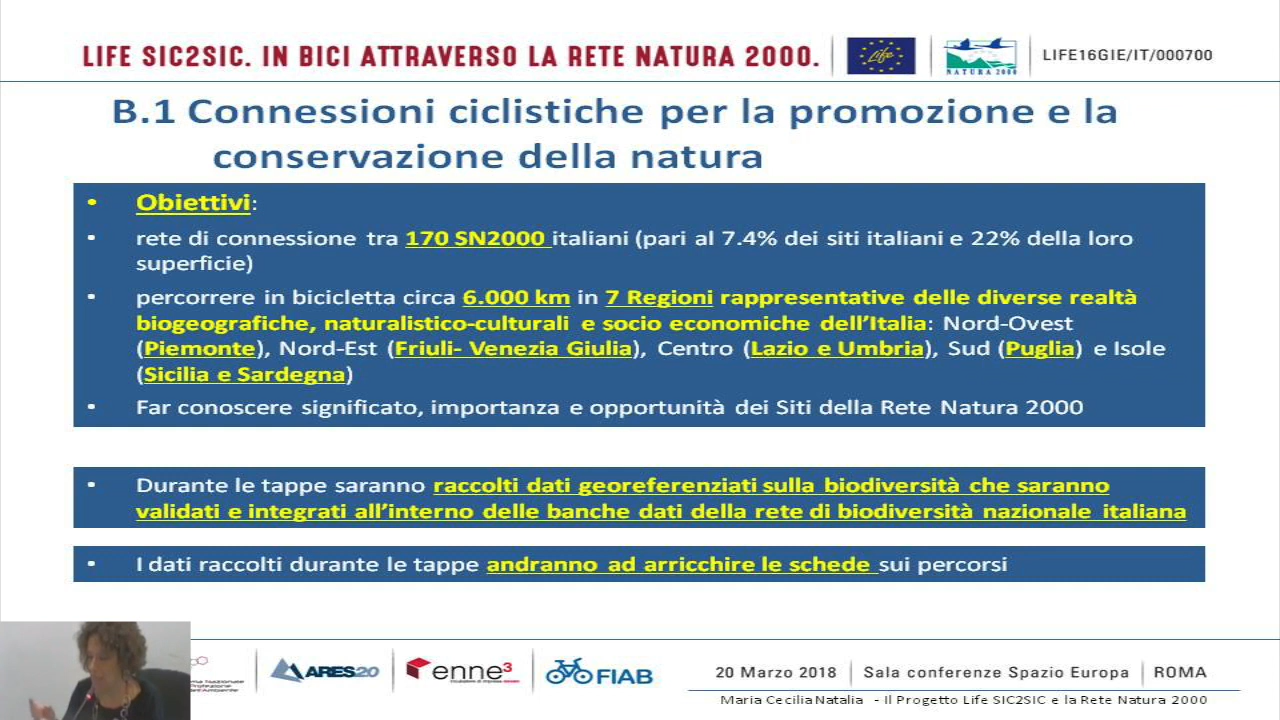 LIFE SIC2SIC. IN BICI ATTRAVERSO LA RETE NATURA 2000.
Life
NATURA 2000
LIFE16GIE/IT/000700
B.1 Connessioni ciclistiche per la promozione e la
conservazione della natura
• Obiettivi:
• rete di connessione tra 170 SN2000 italiani (pari al 7.4% dei siti italiani e 22% della loro
superficie)
• percorrere in bicicletta circa 6.000 km in 7 Regioni rappresentative delle diverse realtà
biogeografiche, naturalistico-culturali e socio economiche dell'Italia: Nord-Ovest
(Piemonte), Nord-Est (Friuli- Venezia Giulia), Centro (Lazio e Umbria), Sud (Puglia) e Isole
(Sicilia e Sardegna)
• Far conoscere significato, importanza e opportunità dei Siti della Rete Natura 2000
• Durante le tappe saranno raccolti dati georeferenziati sulla biodiversità che saranno
validati e integrati all'interno delle banche dati della rete di biodiversità nazionale italiana
• I dati raccolti durante le tappe andranno ad arricchire le schede sui percorsi
ARES20
enne3
FIAB
20 Marzo 2018
Sala conferenze Spazio Europa
ROMA
Maria Cecilia Natalia - Il Progetto Life SIC2SIC e la Rete Natura 2000